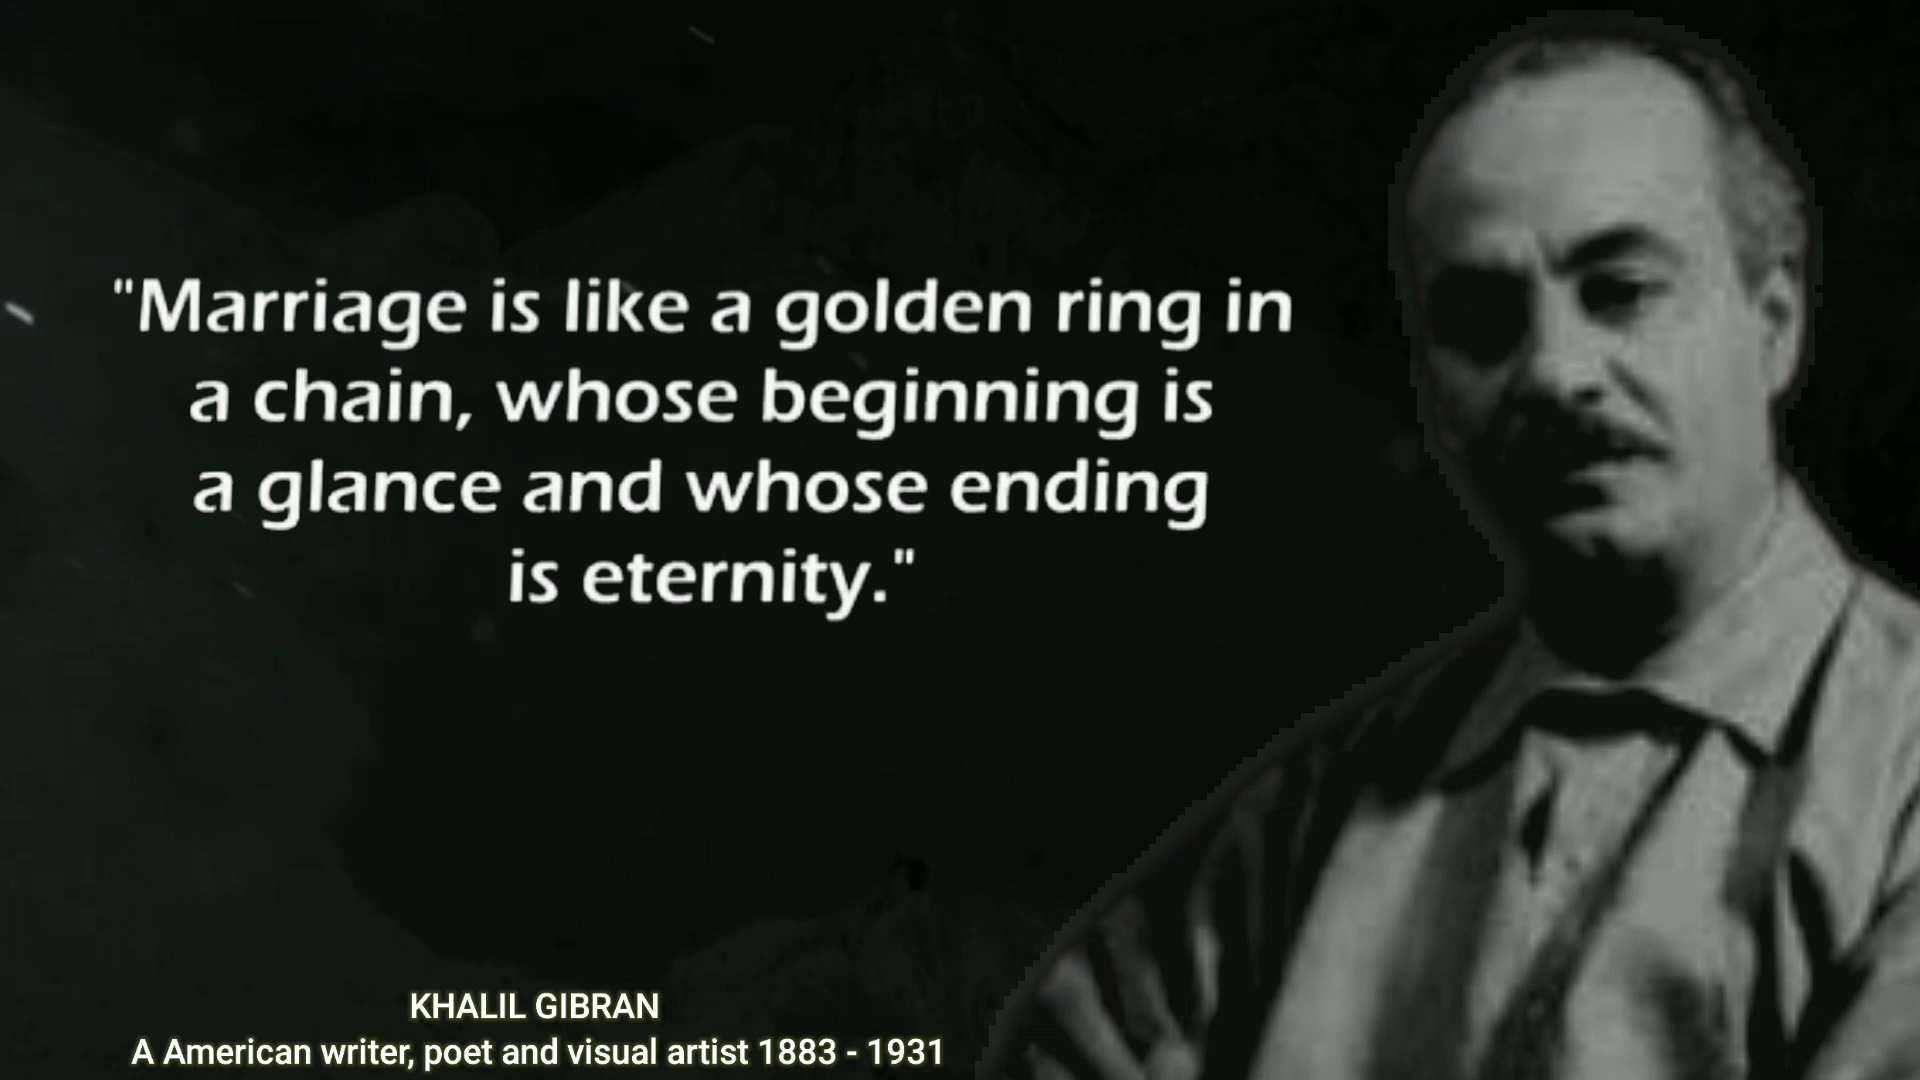 "Marriage is like a golden ring in
a chain, whose beginning is
a glance and whose ending
is eternity."
KHALIL GIBRAN
A American writer, poet and visual artist 1883 - 1931